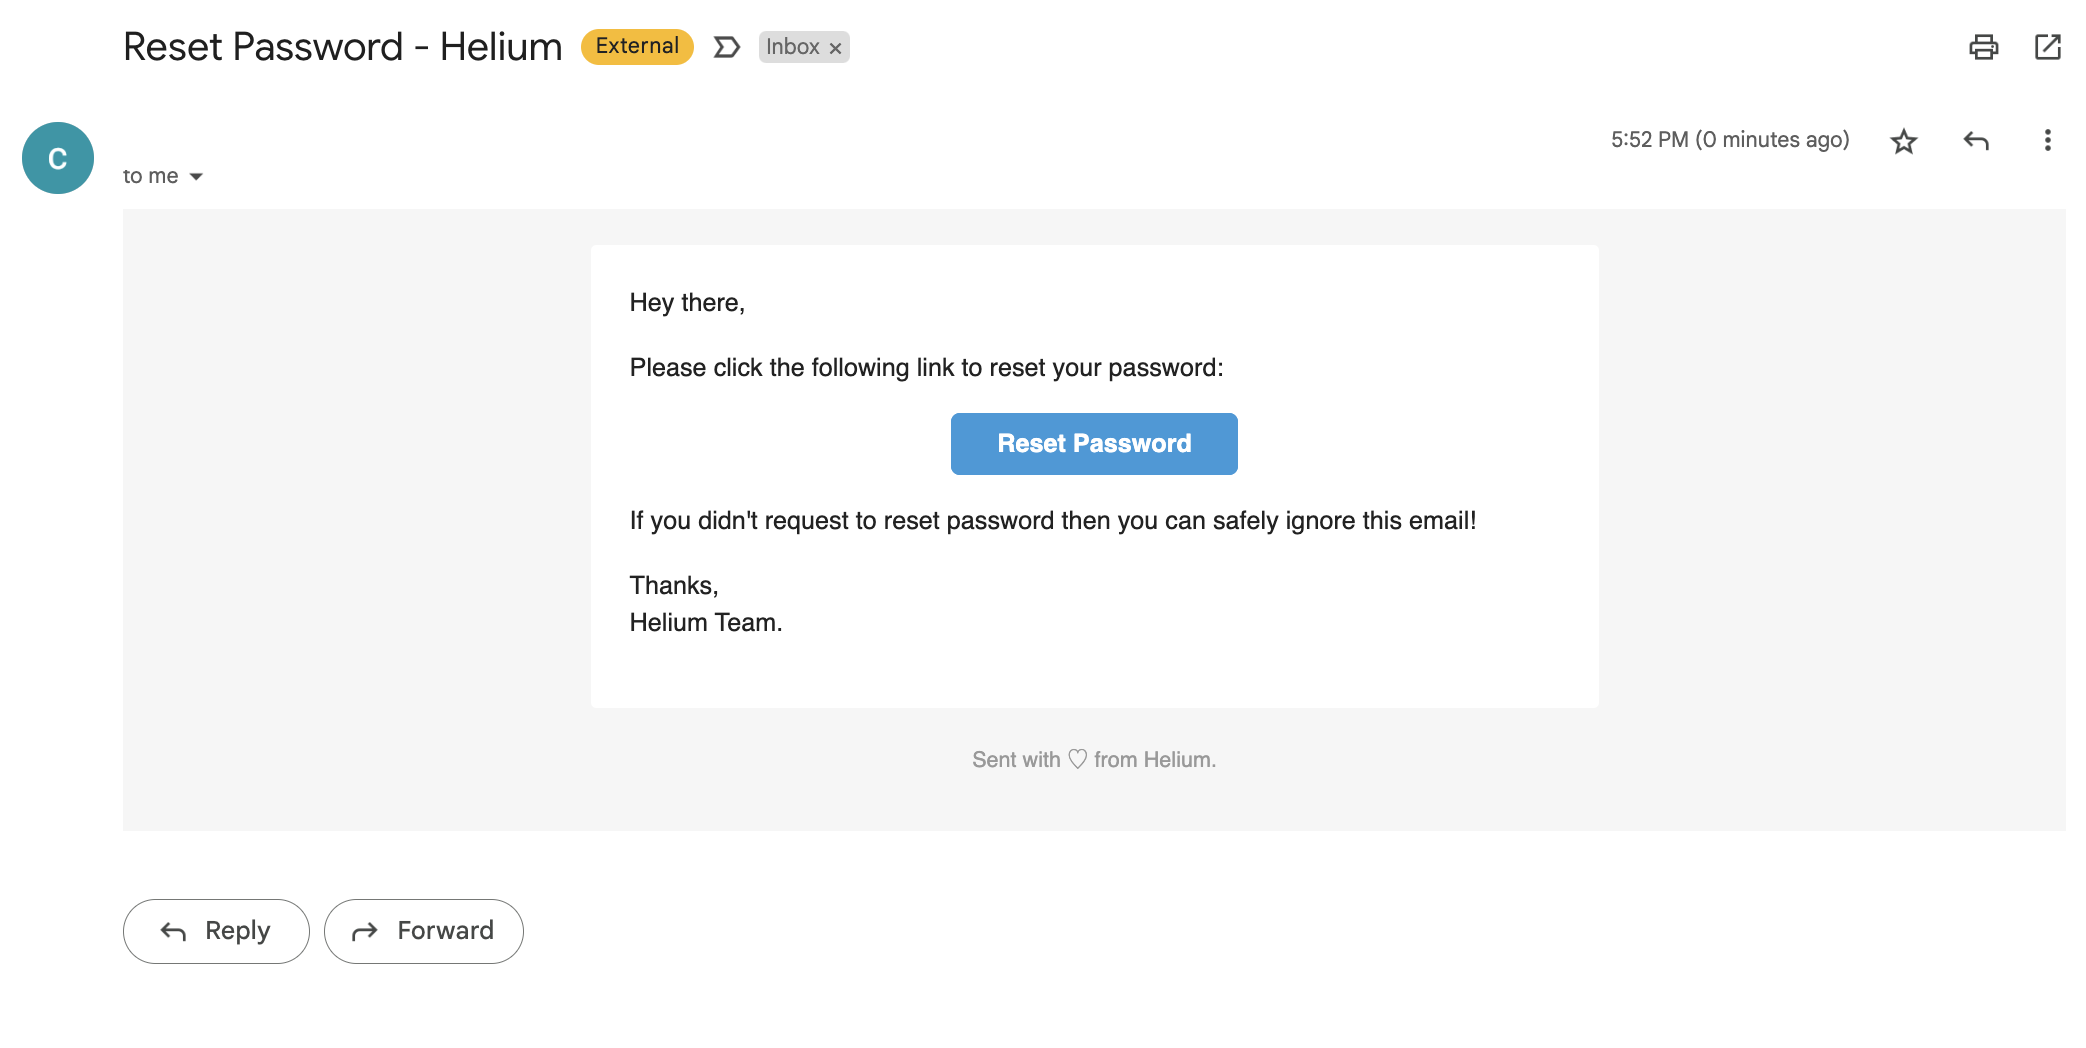 Reset Password - Helium External Inbox ×
C
5:52 PM (0 minutes ago)
to me
Hey there,
Please click the following link to reset your password:
Reset Password
If you didn't request to reset password then you can safely ignore this email!
Thanks,
Helium Team.
Sent with ♡ from Helium.
Reply Forward